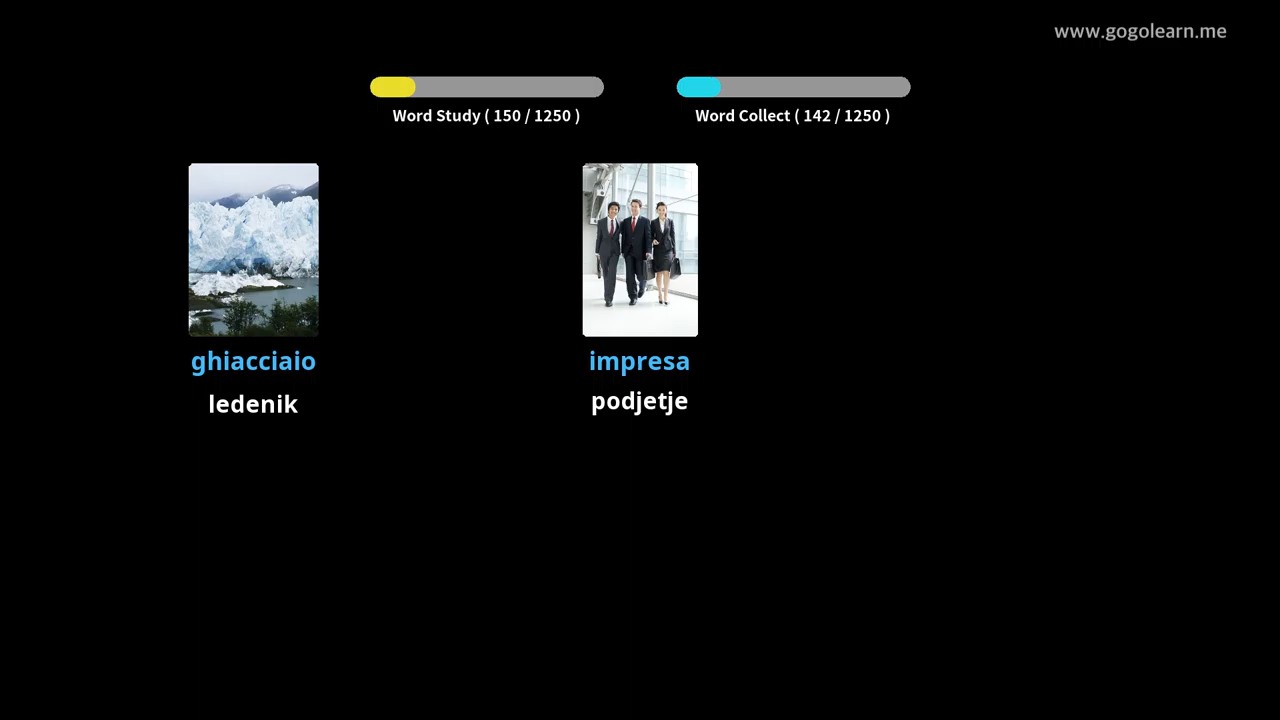 www.gogolearn.me
Word Study ( 150 / 1250 )
Word Collect ( 142 / 1250 )
ghiacciaio
ledenik
impresa
podjetje